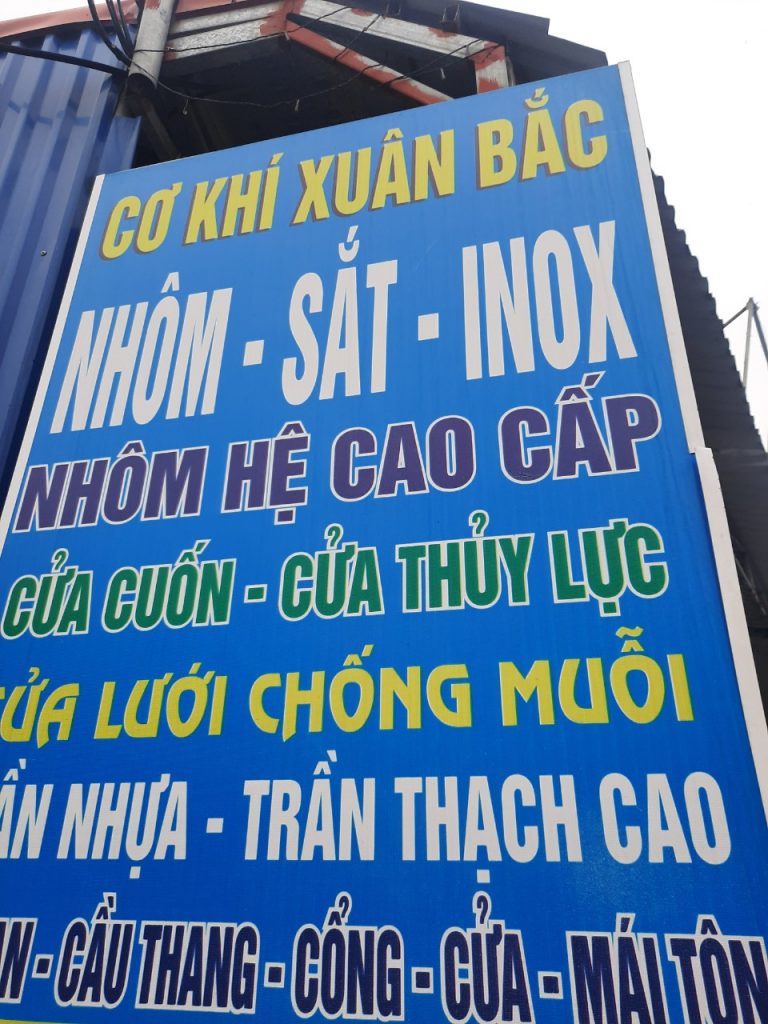 CƠ KHÍ XUÂN BẮC
NHÔM - SẮT - INOX
NHÔM HỆ CAO CẤP
CỬA CUỐN - CỬA THỦY LỰC
CỬA LƯỚI CHỐNG MUỖI
NHỰA - TRẦN THẠCH CAO
- CẦU THANG - CỔNG - CỬA - MÁI TÔN